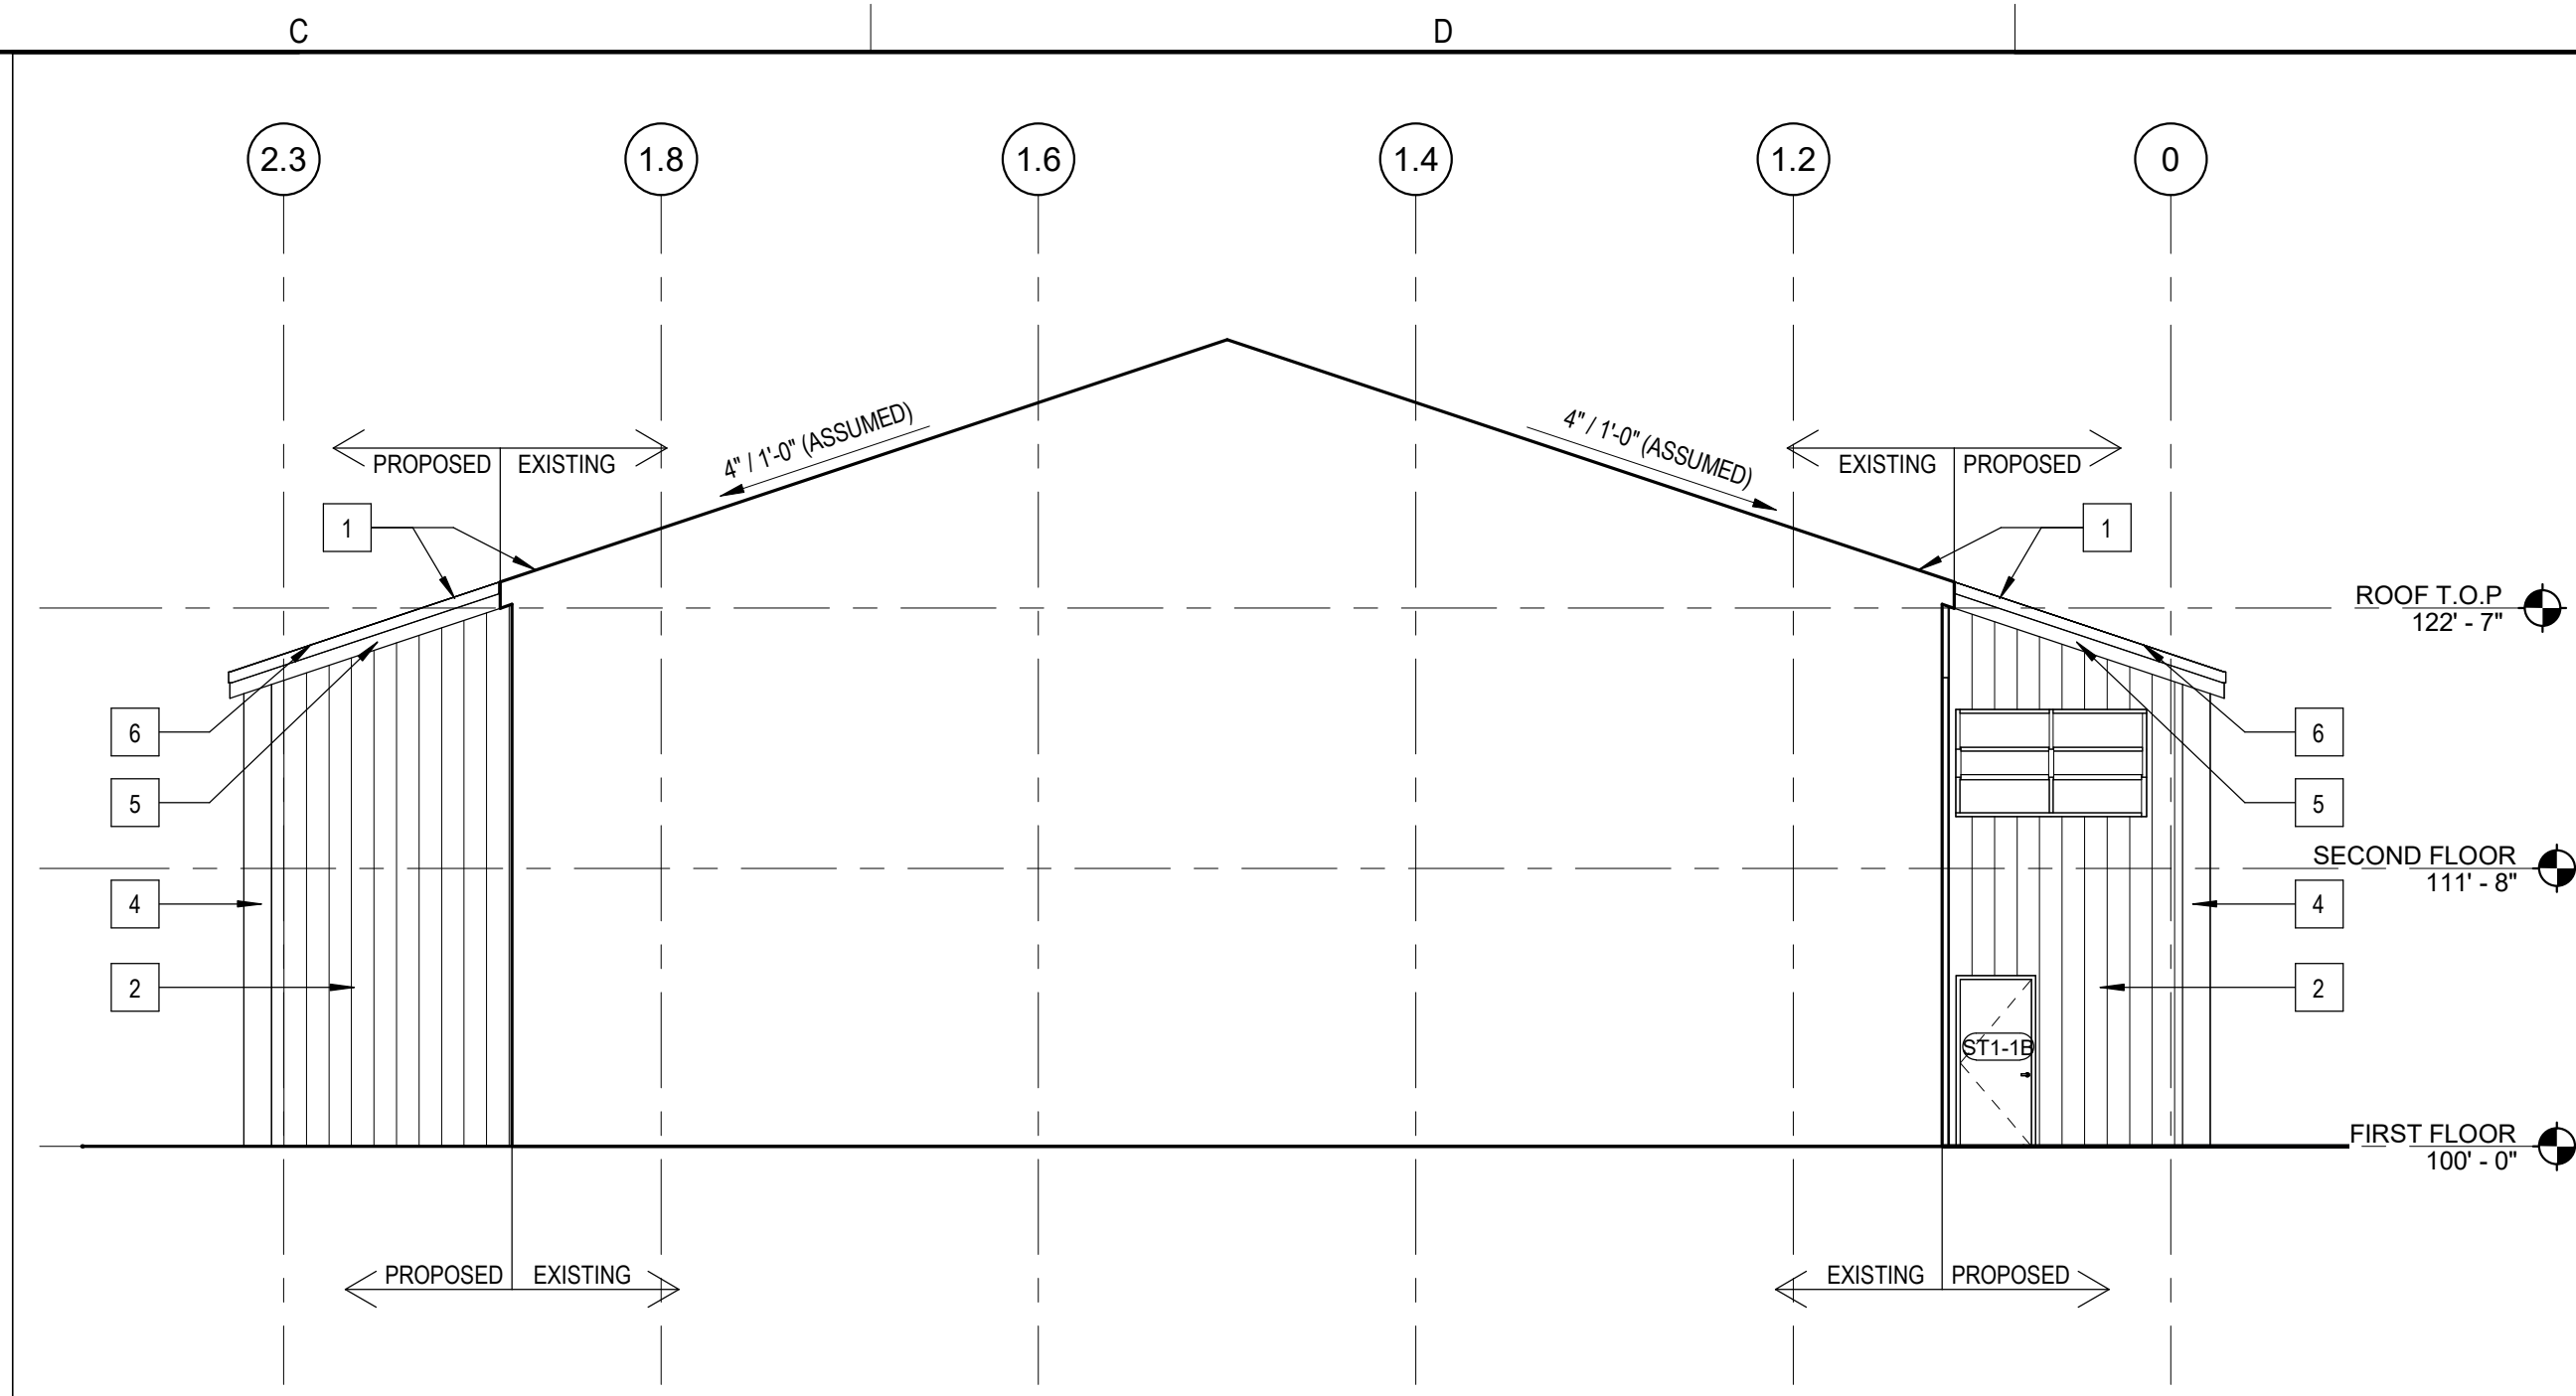 C
D
2.3
1.8
1.6
1.4
1.2
0
4" / 1'-0" (ASSUMED)
4" / 1'-0" (ASSUMED)
PROPOSED
EXISTING
EXISTING
PROPOSED
1
1
ROOF T.O.P
122' - 7"
6
6
5
5
SECOND FLOOR
111' - 8"
4
4
2
2
ST1-1B
FIRST FLOOR
100' - 0"
PROPOSED
EXISTING
EXISTING
PROPOSED